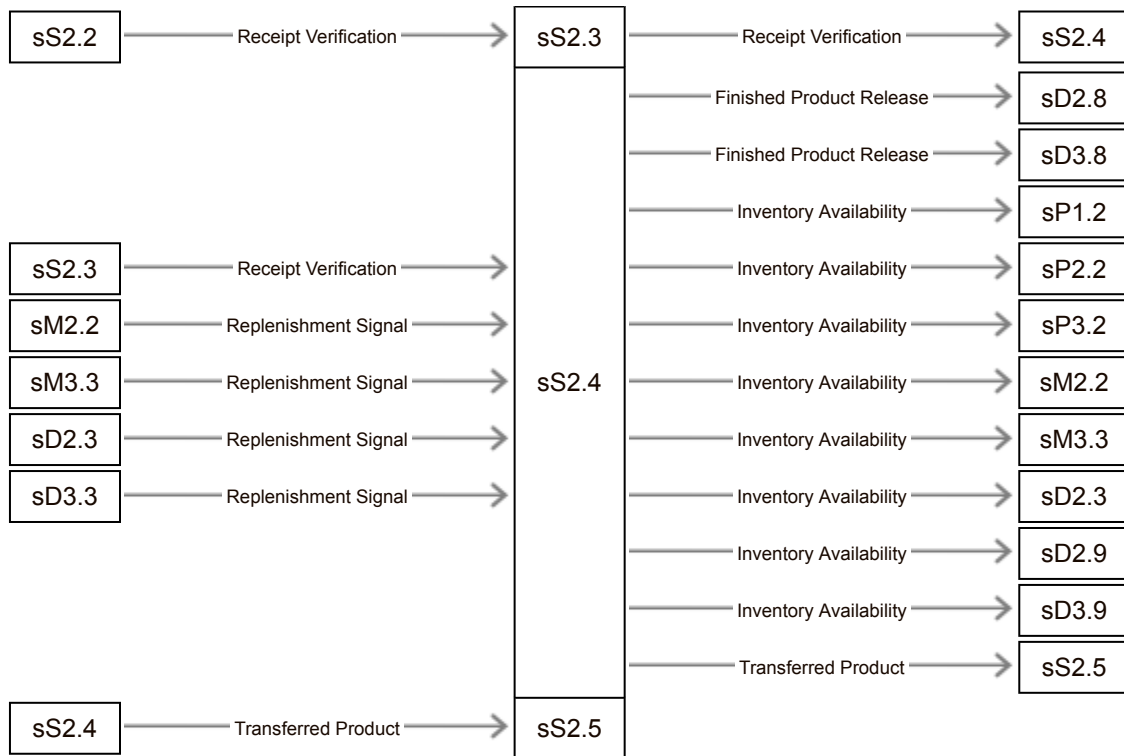 sS2.2 Receipt Verification sS2.3 Receipt Verification sS2.4
Finished Product Release sD2.8
Finished Product Release sD3.8
Inventory Availability sP1.2
sS2.3 Receipt Verification Inventory Availability sP2.2
sM2.2 Replenishment Signal Inventory Availability sP3.2
sM3.3 Replenishment Signal sS2.4 Inventory Availability sM2.2
sD2.3 Replenishment Signal Inventory Availability sM3.3
sD3.3 Replenishment Signal Inventory Availability sD2.3
Inventory Availability sD2.9
Inventory Availability sD3.9
Transferred Product sS2.5
sS2.4 Transferred Product sS2.5